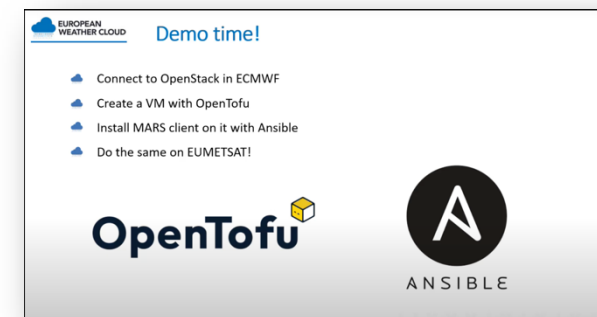 EUROPEAN
WEATHER CLOUD
Demo time!
Connect to OpenStack in ECMWF
Create a VM with OpenTofu
Install MARS client on it with Ansible
Do the same on EUMETSAT!
OpenTofu
A
ANSIBLE